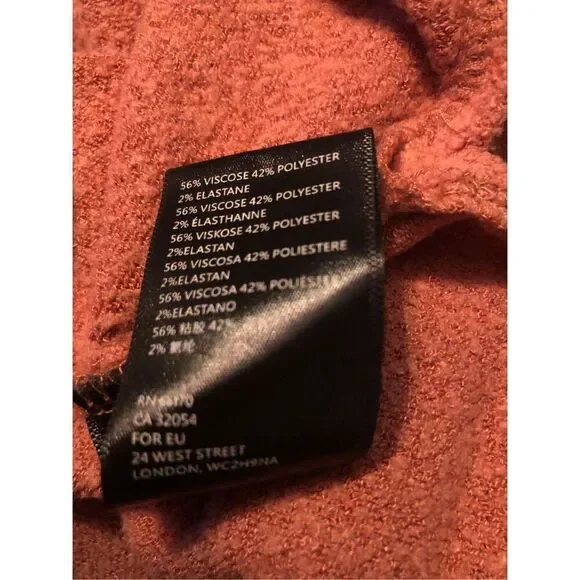 56% VISCOSE 42% POLYESTER
2% ELASTANE
56% VISCOSE 42% POLYESTER
2% ÉLASTHANNE
56% VISKOSE 42% POLYESTER
2%ELASTAN
56% VISCOSA 42% POLIESTERE
2%ELASTAN
56% VISCOSA 42% POLIÉSTER
2%ELASTANO
56% 粘胶 42%
2% 氨纶
RN
CA 32054
FOR EU
24 WEST STREET
LONDON, WC2H9NA